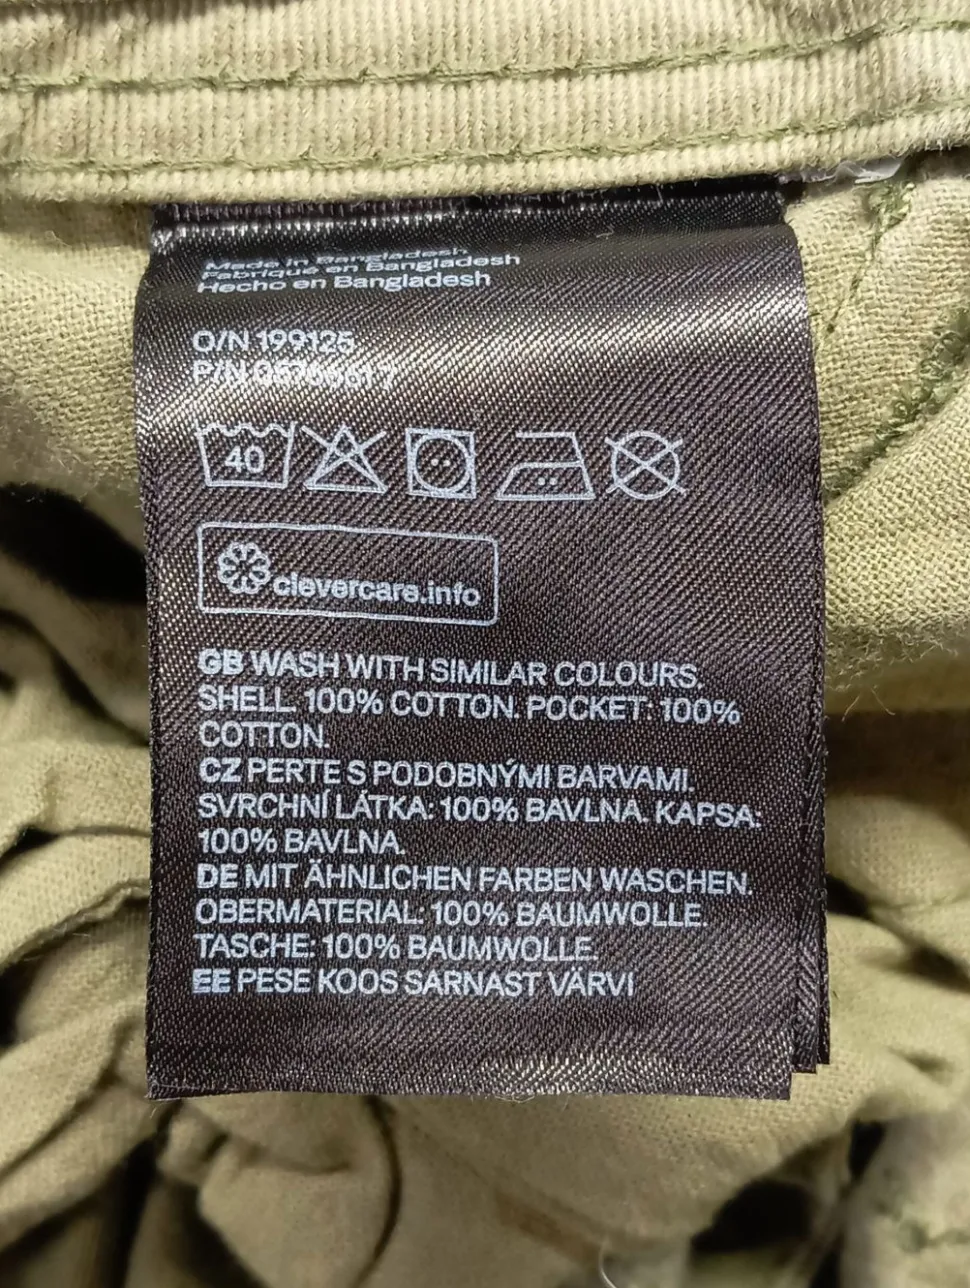 Made in Bangladesh
Fabriqué en Bangladesh
Hecho en Bangladesh
O/N 199125
P/N
40
clevercare.info
GB WASH WITH SIMILAR COLOURS.
SHELL: 100% COTTON. POCKET: 100%
COTTON.
CZ PERTE S PODOBNÝMI BARVAMI.
SVRCHNÍ LÁTKA: 100% BAVLNA. KAPSA:
100% BAVLNA.
DE MIT ÄHNLICHEN FARBEN WASCHEN.
OBERMATERIAL: 100% BAUMWOLLE.
TASCHE: 100% BAUMWOLLE.
EE PESE KOOS SARNAST VÄRVI